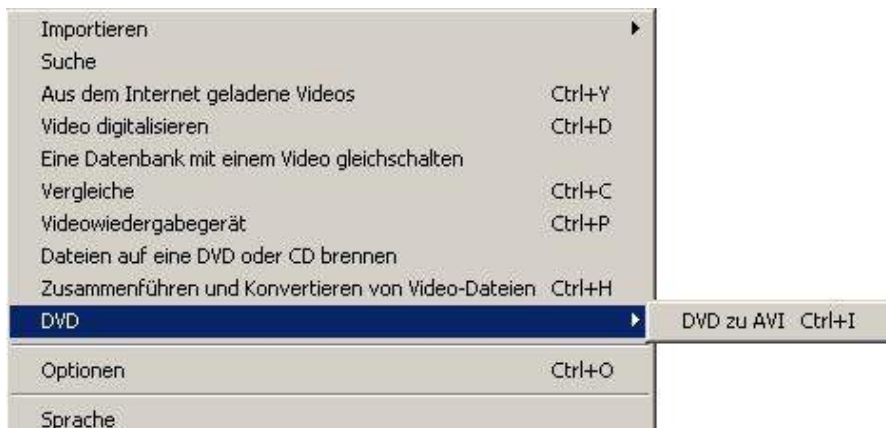 Importieren
Suche
Aus dem Internet geladene Videos Ctrl+Y
Video digitalisieren Ctrl+D
Eine Datenbank mit einem Video gleichschalten
Vergleiche Ctrl+C
Videowiedergabegerät Ctrl+P
Dateien auf eine DVD oder CD brennen
Zusammenführen und Konvertieren von Video-Dateien Ctrl+H
DVD DVD zu AVI Ctrl+I
Optionen Ctrl+O
Sprache